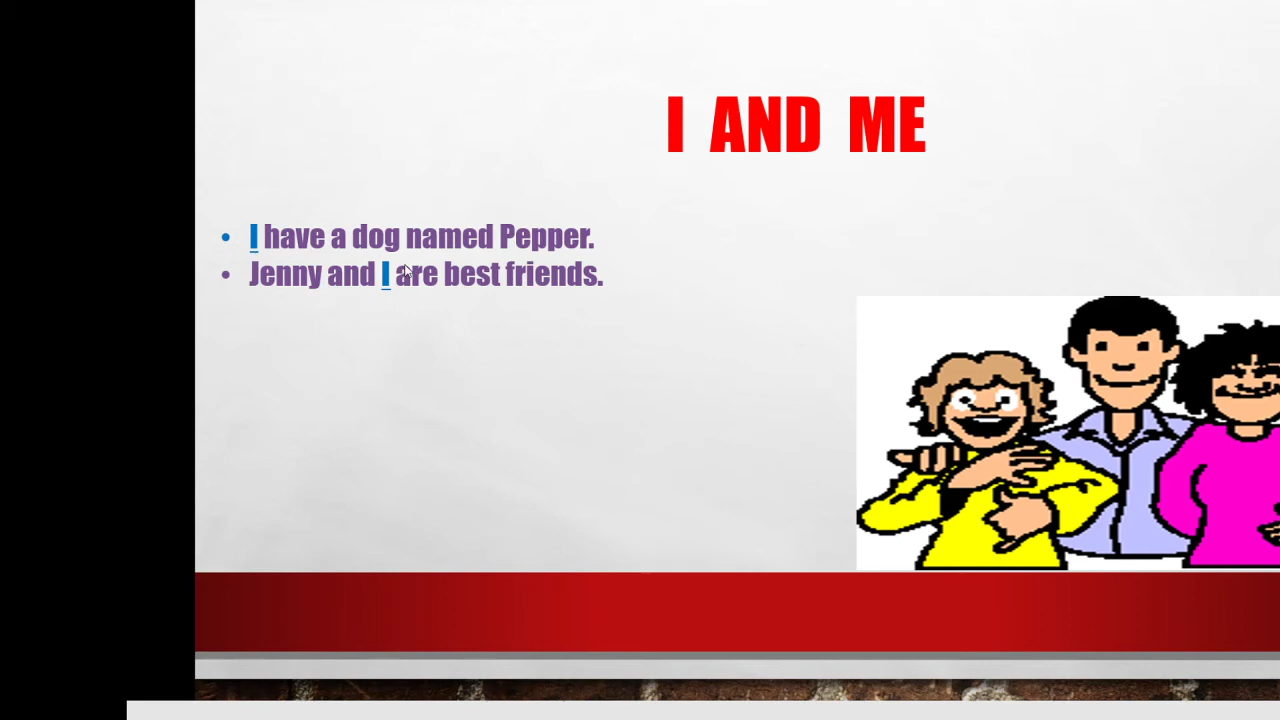 I AND ME
• I have a dog named Pepper.
• Jenny and I are best friends.